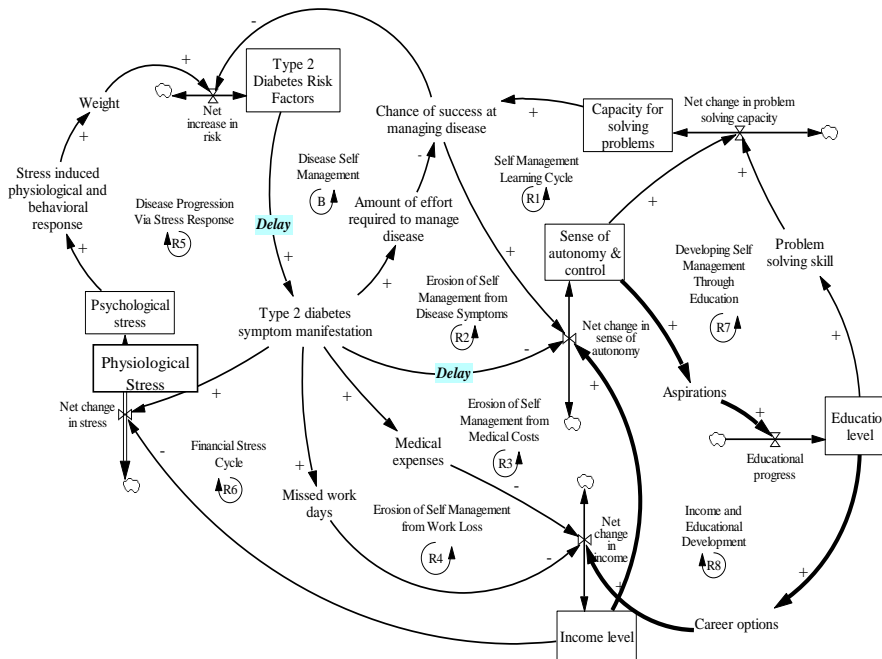 Type 2
Diabetes Risk
Factors
Net
increase in
risk
Weight
+
+
-
Chance of success at
managing disease
+
Capacity for
solving
problems
Net change in problem
solving capacity
Stress induced
physiological and
behavioral
response
+
Disease Progression
Via Stress Response
R5
Disease Self
Management
B
Delay
+
-
Amount of effort
required to manage
disease
+
Self Management
Learning Cycle
R1
+
+
Sense of
autonomy &
control
+
Problem
solving skill
+
Developing Self
Management
Through
Education
R7
Psychological
stress
Physiological
Stress
Net change
in stress
+
Type 2 diabetes
symptom manifestation
Erosion of Self
Management from
Disease Symptoms
R2
-
Delay
Net change in
sense of
autonomy
+
+
Aspirations
+
Educational
progress
Education
level
-
Financial Stress
Cycle
R6
+
Missed work
days
+
Medical
expenses
-
Erosion of Self
Management from
Medical Costs
R3
Erosion of Self Management
from Work Loss
R4
-
Net
change
in
income
+
Income level
Income and
Educational
Development
R8
+
Career options